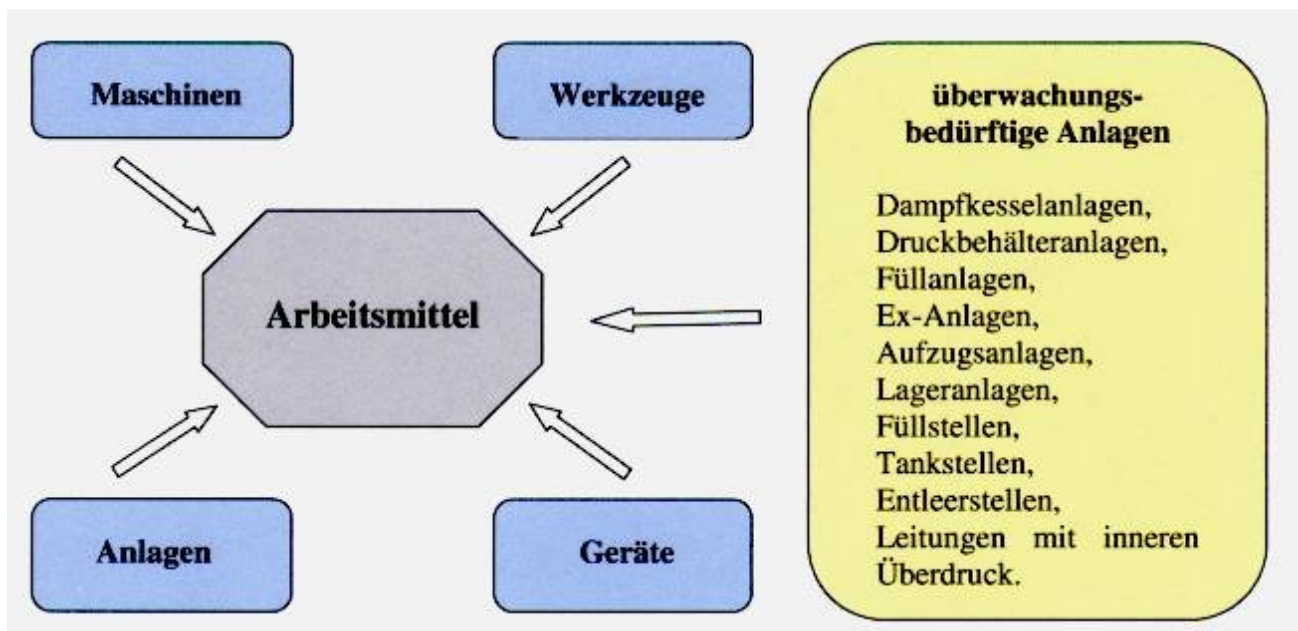 Maschinen
Werkzeuge
Arbeitsmittel
Anlagen
Geräte
überwachungs-
bedürftige Anlagen
Dampfkesselanlagen,
Druckbehälteranlagen,
Füllanlagen,
Ex-Anlagen,
Aufzugsanlagen,
Lageranlagen,
Füllstellen,
Tankstellen,
Entleerstellen,
Leitungen mit inneren
Überdruck.